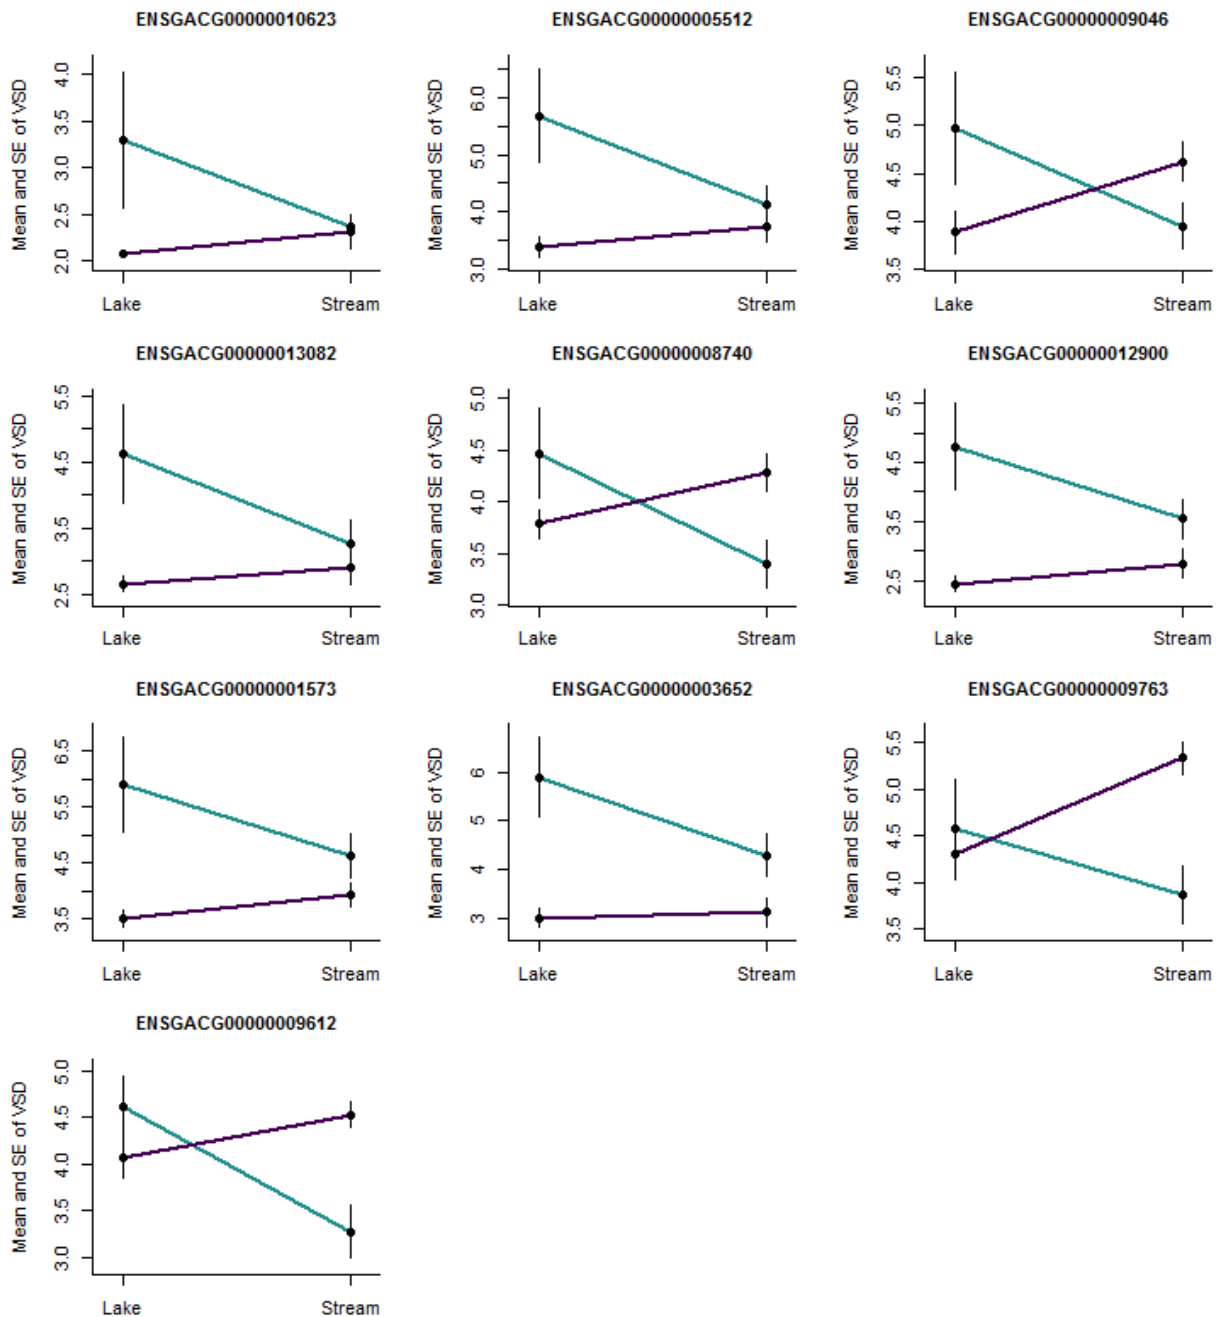 ENSGACG00000010623
Mean and SE of VSD
4.0
3.5
3.0
2.5
2.0
Lake
Stream
ENSGACG00000005512
Mean and SE of VSD
6.0
5.0
4.0
3.0
Lake
Stream
ENSGACG00000009046
Mean and SE of VSD
5.5
5.0
4.5
4.0
3.5
Lake
Stream
ENSGACG00000013082
Mean and SE of VSD
5.5
4.5
3.5
2.5
Lake
Stream
ENSGACG00000008740
Mean and SE of VSD
5.0
4.5
4.0
3.5
3.0
Lake
Stream
ENSGACG00000012900
Mean and SE of VSD
5.5
4.5
3.5
2.5
Lake
Stream
ENSGACG00000001573
Mean and SE of VSD
6.5
5.5
4.5
3.5
Lake
Stream
ENSGACG00000003652
Mean and SE of VSD
6
5
4
3
Lake
Stream
ENSGACG00000009763
Mean and SE of VSD
5.5
5.0
4.5
4.0
3.5
Lake
Stream
ENSGACG00000009612
Mean and SE of VSD
5.0
4.5
4.0
3.5
3.0
Lake
Stream